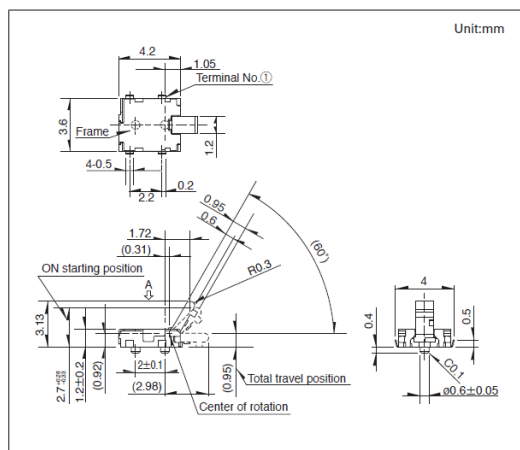 Unit:mm
4.2
1.05
Terminal No.①
3.6
Frame
1.2
4-0.5
0.2
2.2
0.95
0.6
1.72
(0.31)
(60˚)
R0.3
ON starting position
A
4
3.13
2.7
1.2±0.2
(0.92)
2±0.1
(2.98)
(0.95)
Total travel position
Center of rotation
0.4
0.5
C0.1
ø0.6±0.05